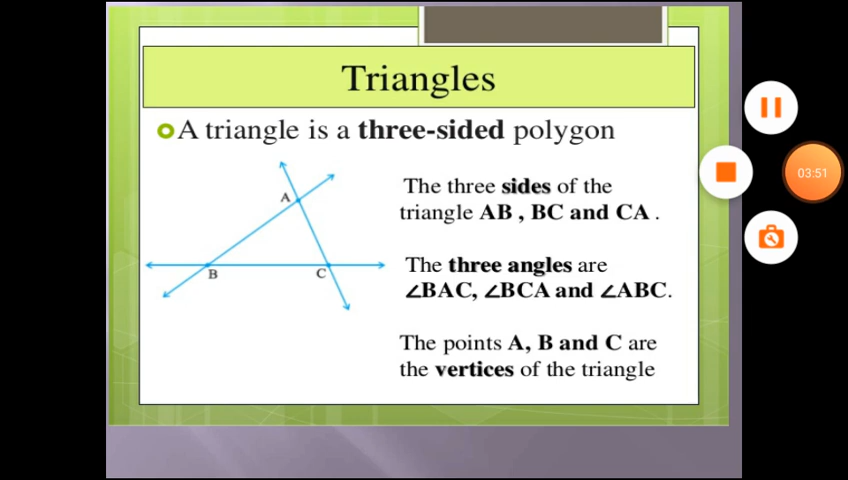 Triangles
A triangle is a three-sided polygon
A
B
C
The three sides of the
triangle AB , BC and CA .
The three angles are
∠BAC, ∠BCA and ∠ABC.
The points A, B and C are
the vertices of the triangle
03:51